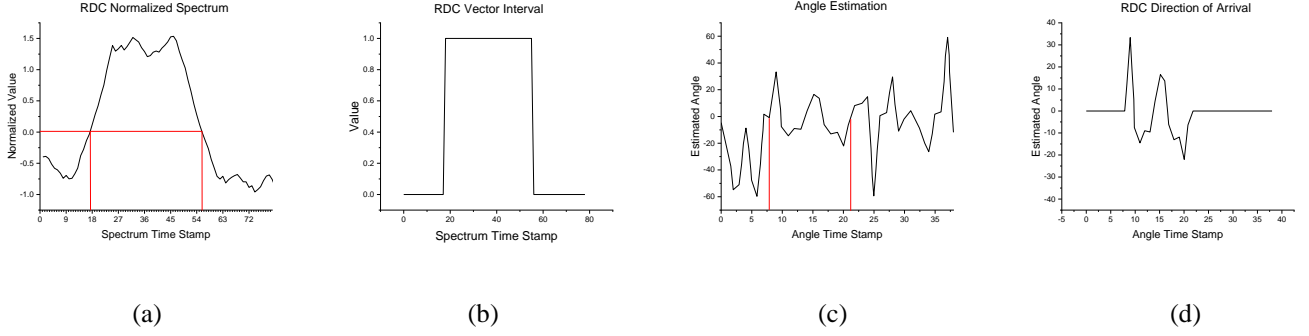 RDC Normalized Spectrum
Normalized Value
1.5
1.0
0.5
0.0
-0.5
-1.0
0 9 18 27 36 45 54 63 72
Spectrum Time Stamp
(a)
RDC Vector Interval
Value
1.0
0.8
0.6
0.4
0.2
0.0
0 20 40 60 80
Spectrum Time Stamp
(b)
Angle Estimation
Estimated Angle
60
40
20
0
-20
-40
-60
0 5 10 15 20 25 30 35
Angle Time Stamp
(c)
RDC Direction of Arrival
Estimated Angle
40
30
20
10
0
-10
-20
-30
-40
-5 0 5 10 15 20 25 30 35 40
Angle Time Stamp
(d)